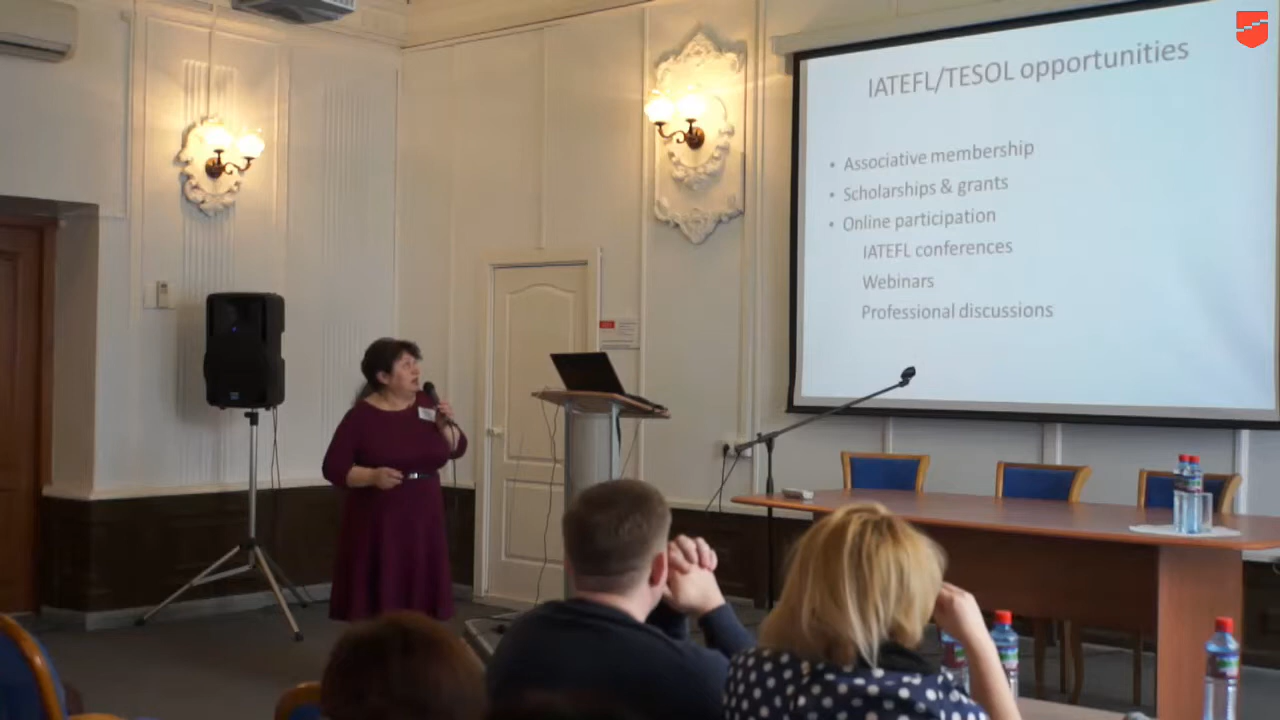 IATEFL/TESOL opportunities
• Associative membership
• Scholarships & grants
• Online participation
IATEFL conferences
Webinars
Professional discussions